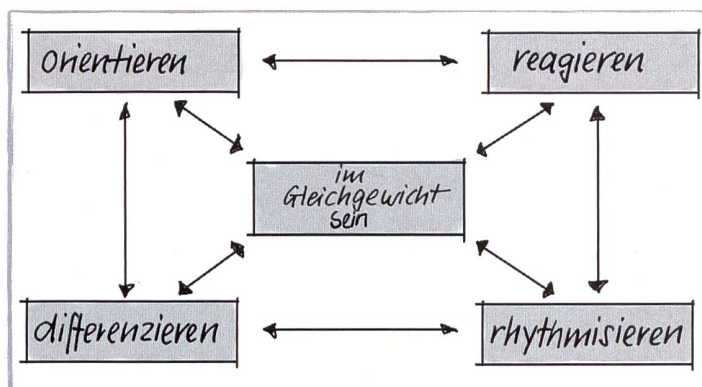 orientieren
reagieren
im
Gleichgewicht
sein
differenzieren
rhythmisieren